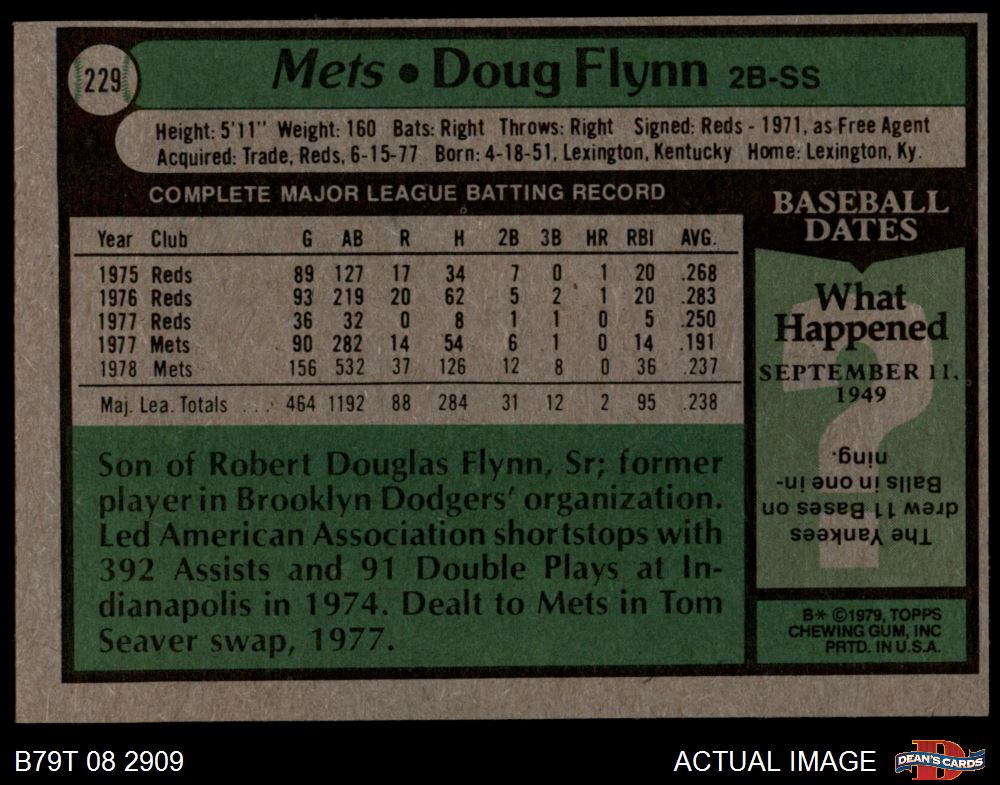 229
Mets • Doug Flynn 2B-SS
Height: 5'11" Weight: 160 Bats: Right Throws: Right Signed: Reds - 1971, as Free Agent
Acquired: Trade, Reds, 6-15-77 Born: 4-18-51, Lexington, Kentucky Home: Lexington, Ky.
COMPLETE MAJOR LEAGUE BATTING RECORD
Year Club G AB R H 2B 3B HR RBI AVG.
1975 Reds 89 127 17 34 7 0 1 20 .268
1976 Reds 93 219 20 62 5 2 1 20 .283
1977 Reds 36 32 0 8 1 1 0 5 .250
1977 Mets 90 282 14 54 6 1 0 14 .191
1978 Mets 156 532 37 126 12 8 0 36 .237
Maj. Lea. Totals . . . 464 1192 88 284 31 12 2 95 .238
Son of Robert Douglas Flynn, Sr; former
player in Brooklyn Dodgers' organization.
Led American Association shortstops with
392 Assists and 91 Double Plays at In-
dianapolis in 1974. Dealt to Mets in Tom
Seaver swap, 1977.
BASEBALL
DATES
What
Happened
SEPTEMBER 11,
1949
?
The Yankees
drew 11 Bases on
Balls in one in-
ning.
B* ©1979, TOPPS
CHEWING GUM, INC
PRTD. IN U.S.A.
B79T 08 2909
ACTUAL IMAGE
DEAN'S CARDS